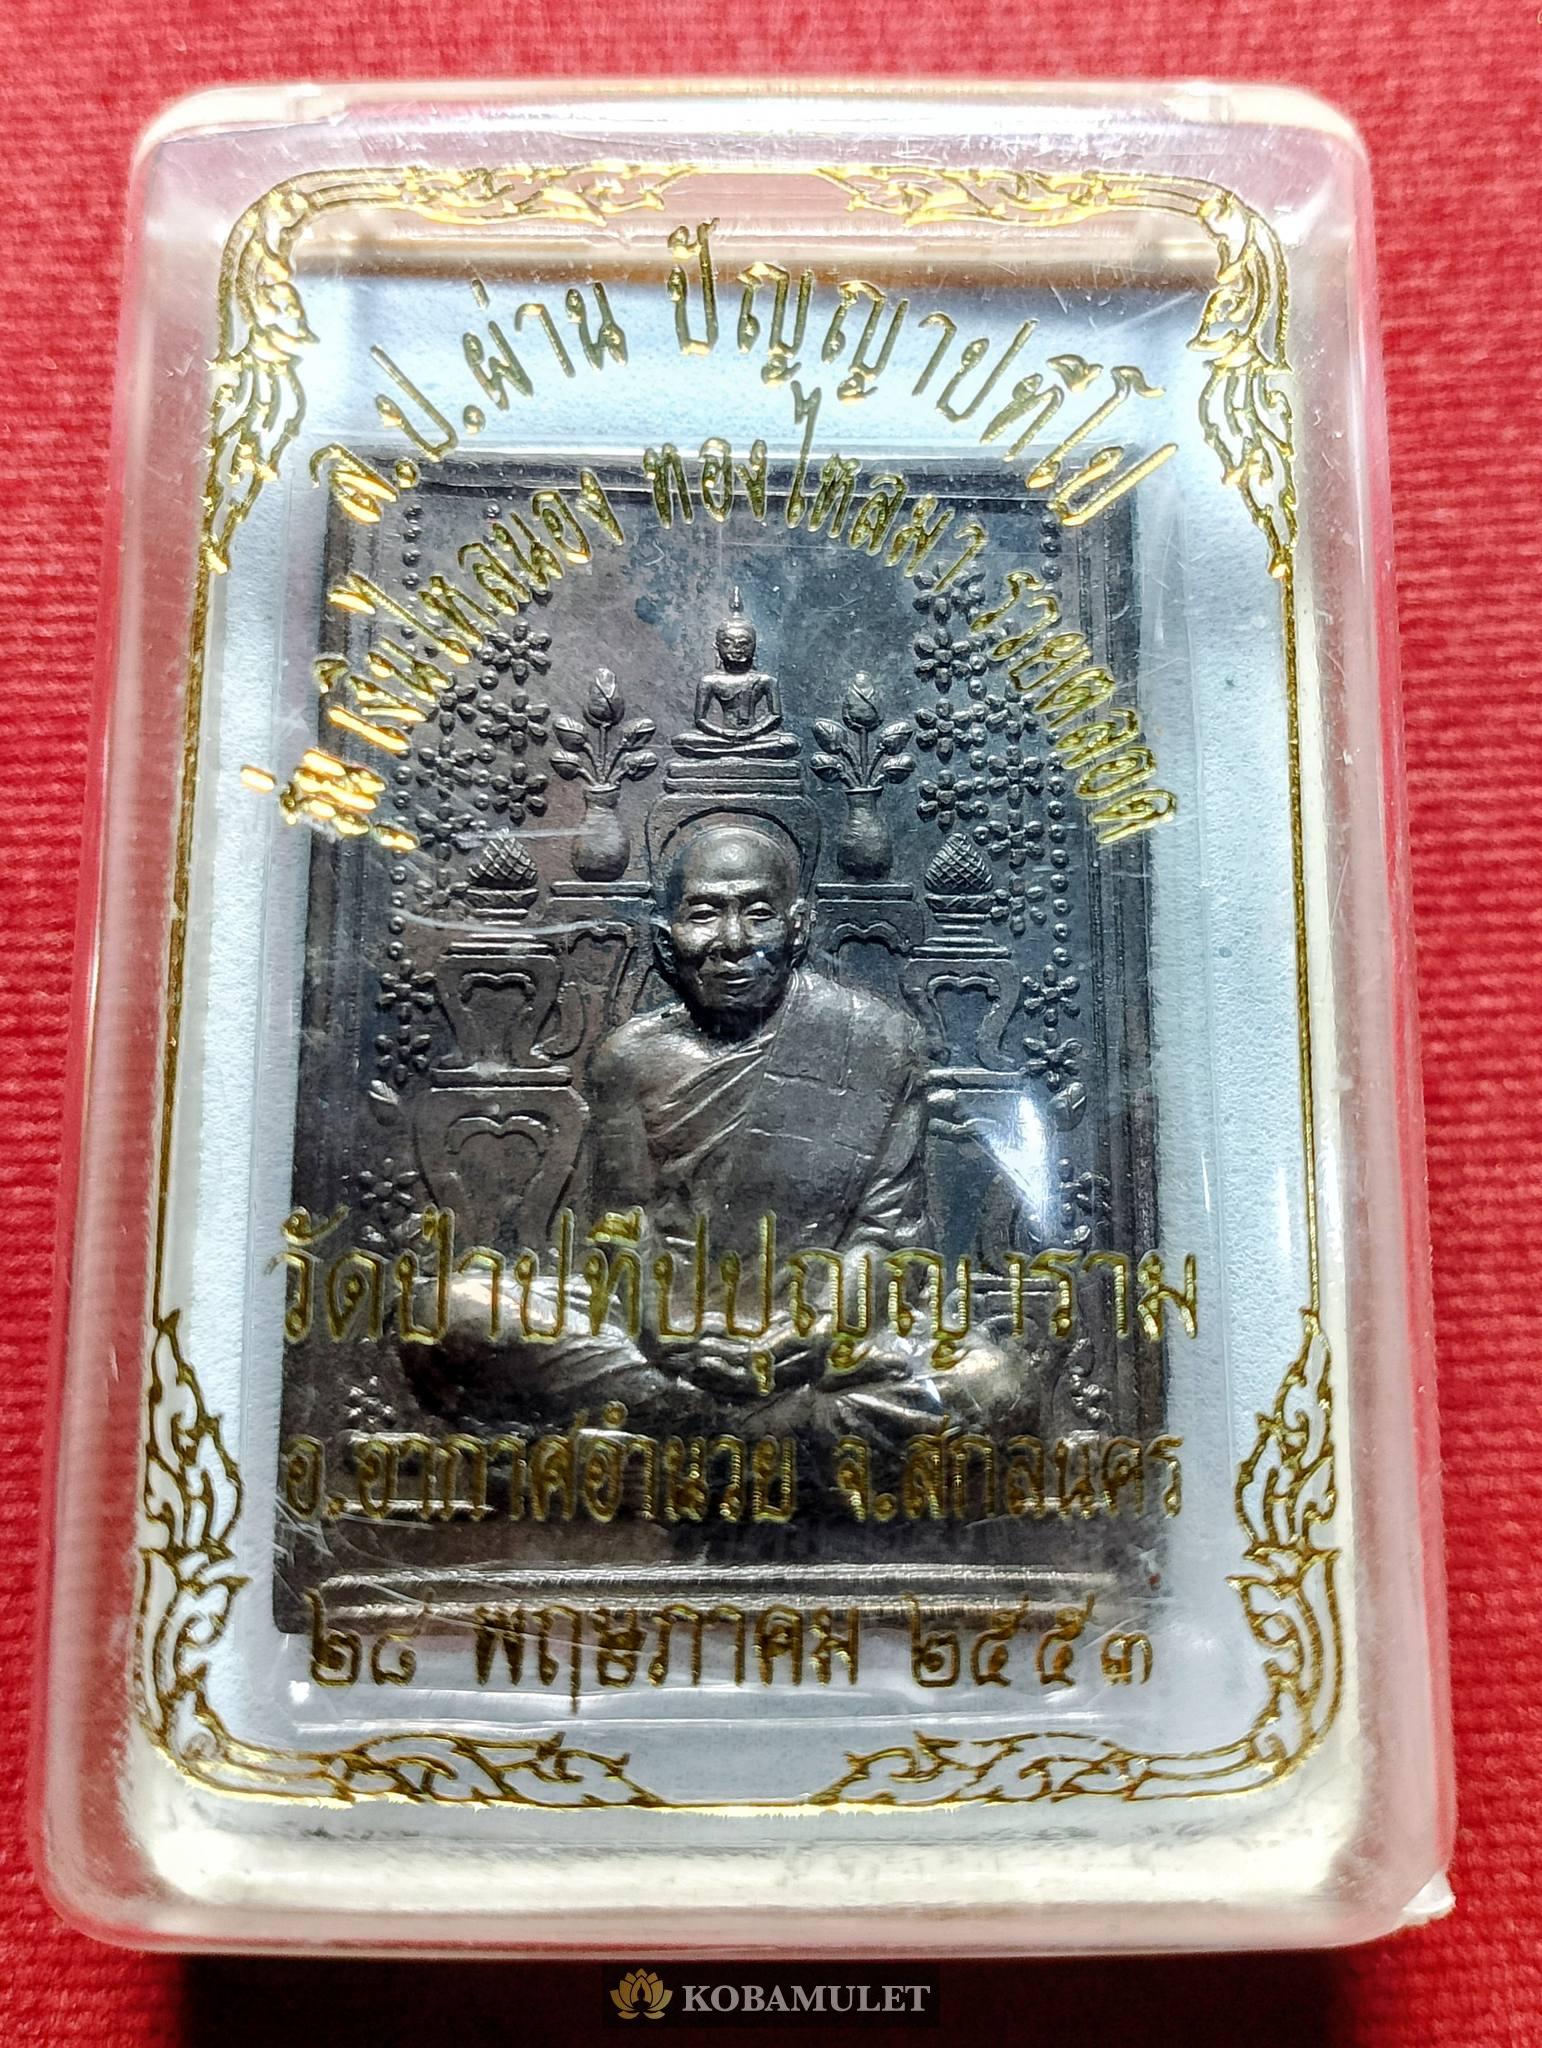 ล.ป.ผ่าน ปัญญาปทีโป
รุ่น เงินไหลนอง ทองไหลมา รวยตลอด
วัดป่าปทีปปุญญาราม
อ.อากาศอำนวย จ.สกลนคร
๒๘ พฤษภาคม ๒๕๕๓
KOBAMULET